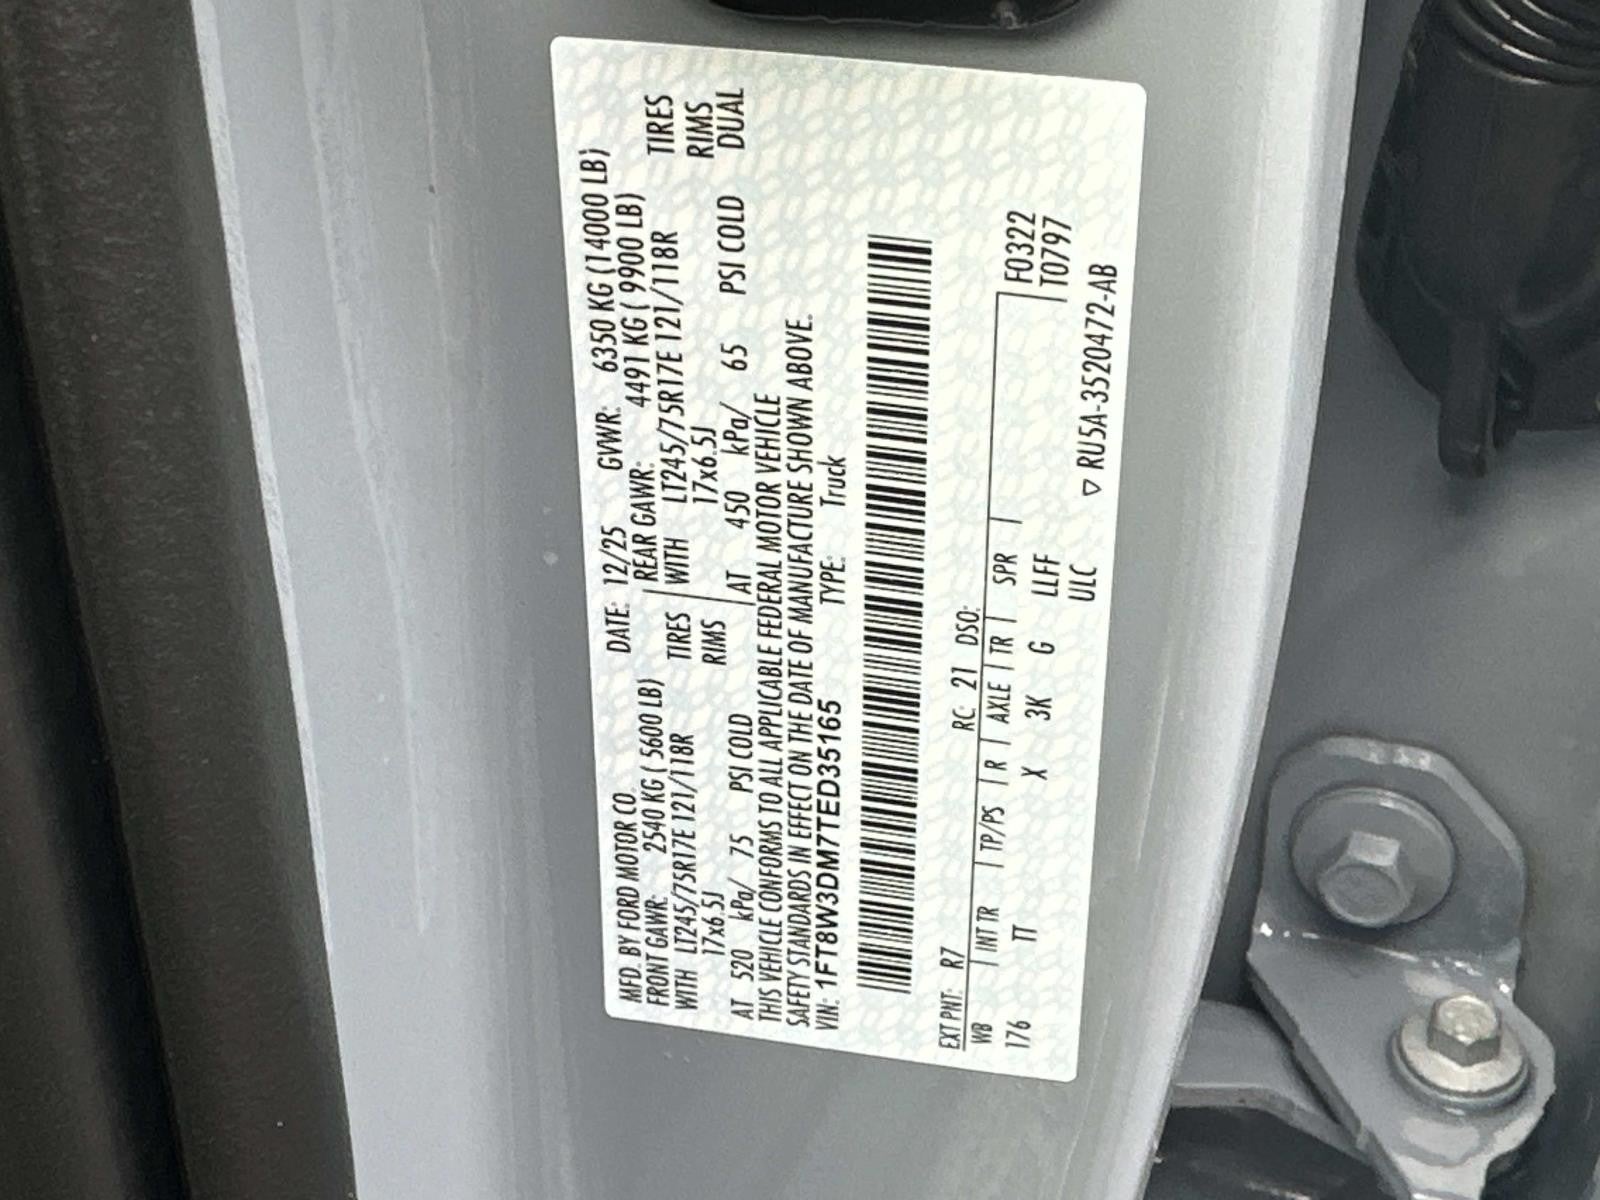 MFD. BY FORD MOTOR CO. DATE: 12/25 GVWR: 6350 KG (14000 LB)
FRONT GAWR: 2540 KG ( 5600 LB) REAR GAWR: 4491 KG ( 9900 LB)
WITH LT245/75R17E 121/118R TIRES WITH LT245/75R17E 121/118R TIRES
17x6.5J RIMS 17x6.5J RIMS
AT 520 kPa/ 75 PSI COLD AT 450 kPa/ 65 PSI COLD DUAL
THIS VEHICLE CONFORMS TO ALL APPLICABLE FEDERAL MOTOR VEHICLE
SAFETY STANDARDS IN EFFECT ON THE DATE OF MANUFACTURE SHOWN ABOVE.
VIN: 1FT8W3DM7TED35165 TYPE: Truck
EXT PNT: R7 RC: 21 DSO:
WB | INT TR | TP/PS | R | AXLE | TR | SPR | F0322
176 TT X 3K G LLFF T0797
ULC
▽ RU5A-3520472-AB